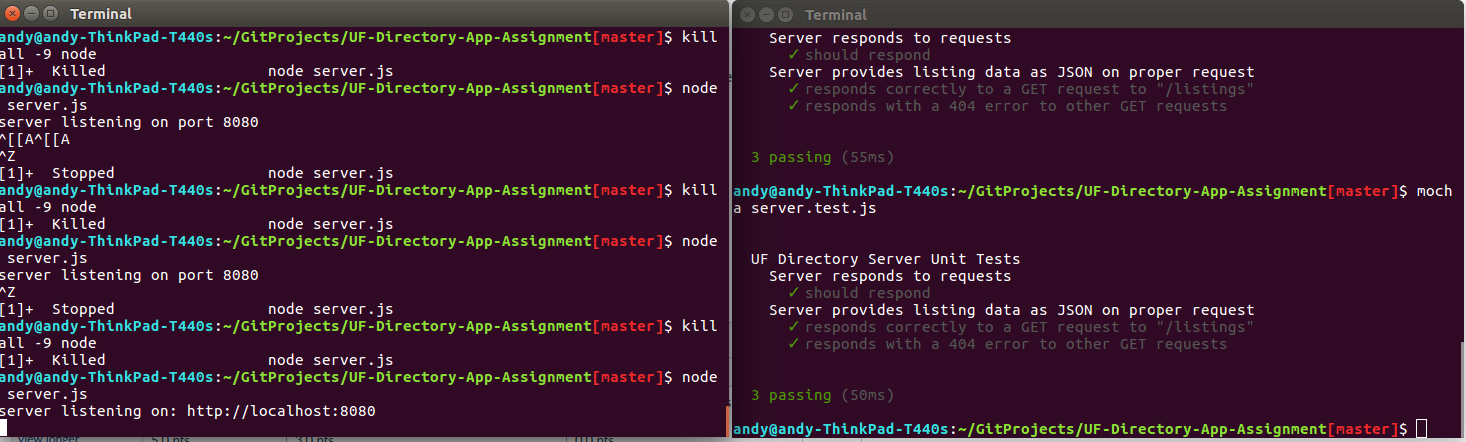 Terminal
andy@andy-ThinkPad-T440s:~/GitProjects/UF-Directory-App-Assignment[master]$ kill
all -9 node
[1]+  Killed                  node server.js
andy@andy-ThinkPad-T440s:~/GitProjects/UF-Directory-App-Assignment[master]$ node
 server.js
server listening on port 8080
^[[A^[[A
^Z
[1]+  Stopped                 node server.js
andy@andy-ThinkPad-T440s:~/GitProjects/UF-Directory-App-Assignment[master]$ kill
all -9 node
[1]+  Killed                  node server.js
andy@andy-ThinkPad-T440s:~/GitProjects/UF-Directory-App-Assignment[master]$ node
 server.js
server listening on port 8080
^Z
[1]+  Stopped                 node server.js
andy@andy-ThinkPad-T440s:~/GitProjects/UF-Directory-App-Assignment[master]$ kill
all -9 node
[1]+  Killed                  node server.js
andy@andy-ThinkPad-T440s:~/GitProjects/UF-Directory-App-Assignment[master]$ node
 server.js
server listening on: http://localhost:8080
Terminal
Server responds to requests
✓ should respond
Server provides listing data as JSON on proper request
✓ responds correctly to a GET request to "/listings"
✓ responds with a 404 error to other GET requests
3 passing (55ms)
andy@andy-ThinkPad-T440s:~/GitProjects/UF-Directory-App-Assignment[master]$ moch
a server.test.js
UF Directory Server Unit Tests
Server responds to requests
✓ should respond
Server provides listing data as JSON on proper request
✓ responds correctly to a GET request to "/listings"
✓ responds with a 404 error to other GET requests
3 passing (50ms)
andy@andy-ThinkPad-T440s:~/GitProjects/UF-Directory-App-Assignment[master]$